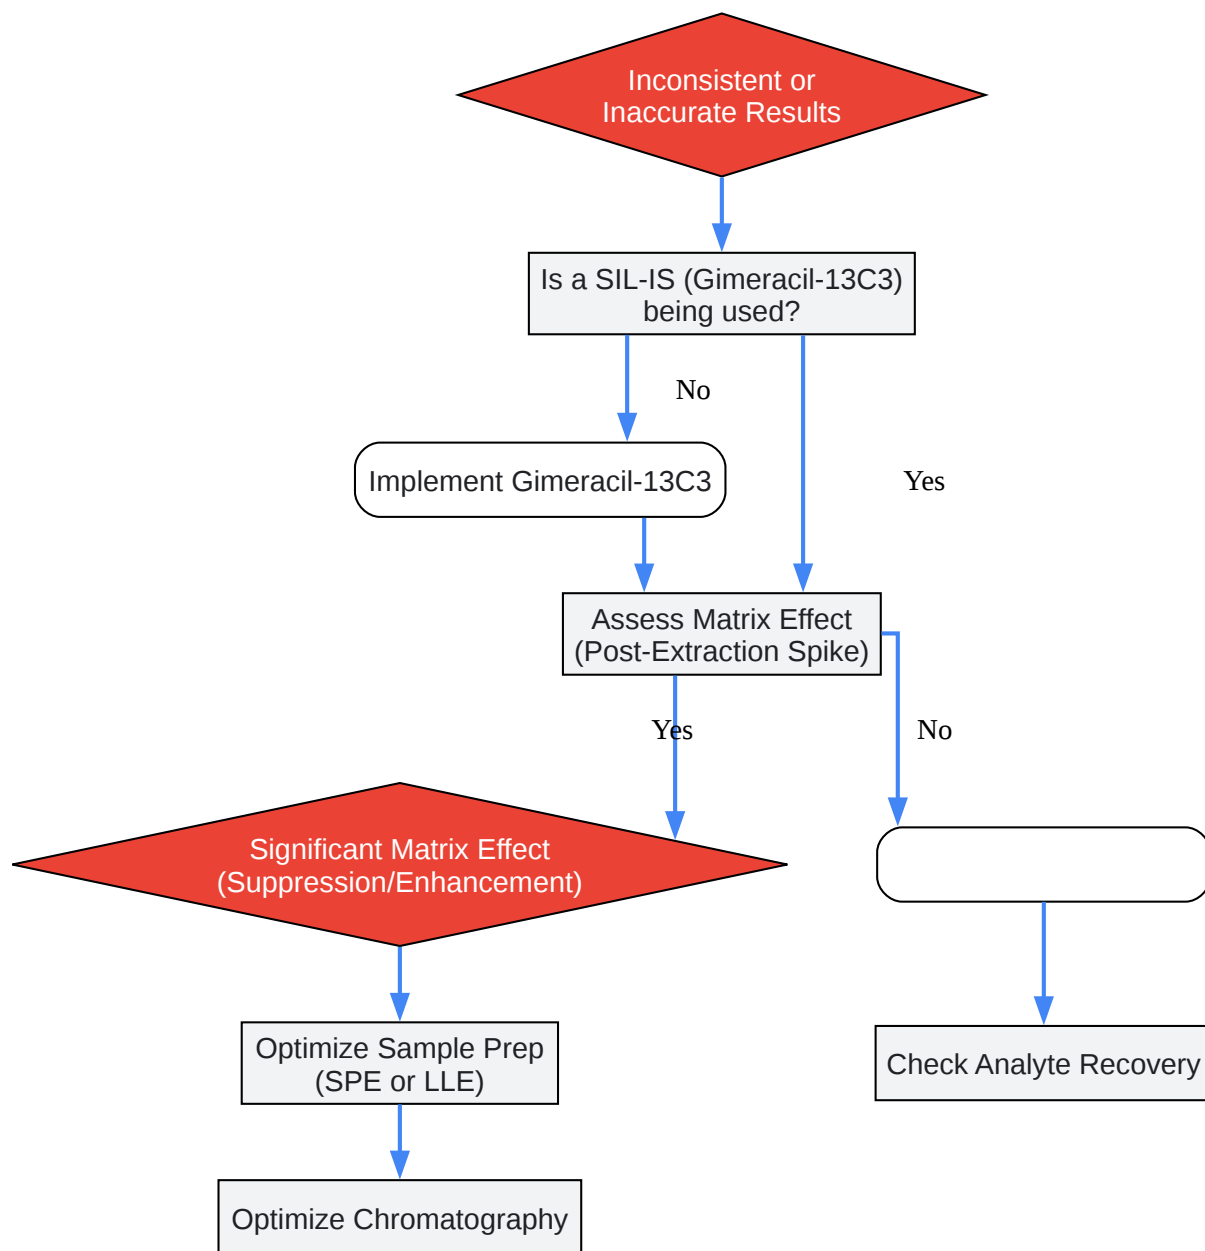 Inconsistent or
Inaccurate Results
Is a SIL-IS (Gimeracil-13C3)
being used?
No
Implement Gimeracil-13C3
Yes
Assess Matrix Effect
(Post-Extraction Spike)
Yes
No
Significant Matrix Effect
(Suppression/Enhancement)
Optimize Sample Prep
(SPE or LLE)
Check Analyte Recovery
Optimize Chromatography